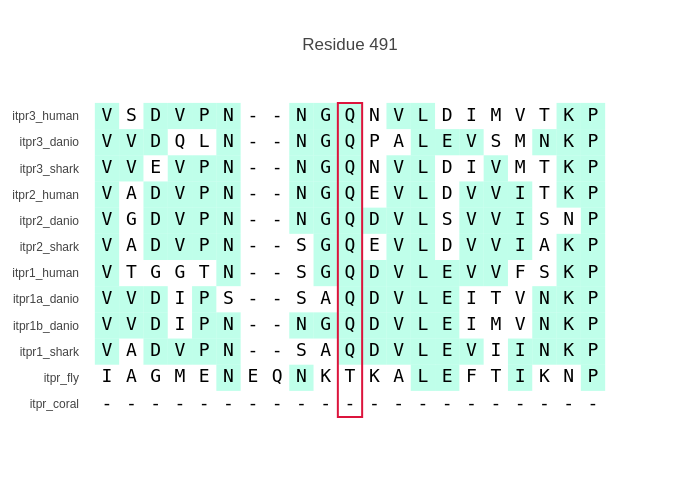 Residue 491
itpr3_human V S D V P N - - N G Q N V L D I M V T K P
itpr3_danio V V D Q L N - - N G Q P A L E V S M N K P
itpr3_shark V V E V P N - - N G Q N V L D I V M T K P
itpr2_human V A D V P N - - N G Q E V L D V V I T K P
itpr2_danio V G D V P N - - N G Q D V L S V V I S N P
itpr2_shark V A D V P N - - S G Q E V L D V V I A K P
itpr1_human V T G G T N - - S G Q D V L E V V F S K P
itpr1a_danio V V D I P S - - S A Q D V L E I T V N K P
itpr1b_danio V V D I P N - - N G Q D V L E I M V N K P
itpr1_shark V A D V P N - - S A Q D V L E V I I N K P
itpr_fly I A G M E N E Q N K T K A L E F T I K N P
itpr_coral - - - - - - - - - - - - - - - - - - - - -